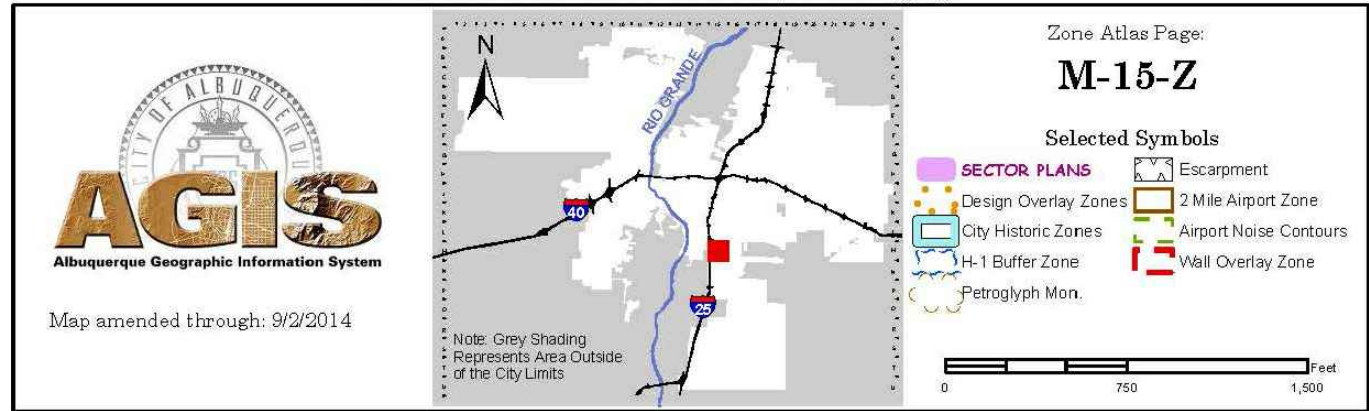 CITY OF ALBUQUERQUE
AGIS
Albuquerque Geographic Information System
Map amended through: 9/2/2014
N
RIO GRANDE
40
25
Note: Grey Shading
Represents Area Outside
of the City Limits
Zone Atlas Page:
M-15-Z
Selected Symbols
SECTOR PLANS
Design Overlay Zones
City Historic Zones
H-1 Buffer Zone
Petroglyph Mon.
Escarpment
2 Mile Airport Zone
Airport Noise Contours
Wall Overlay Zone
Feet
0 750 1,500